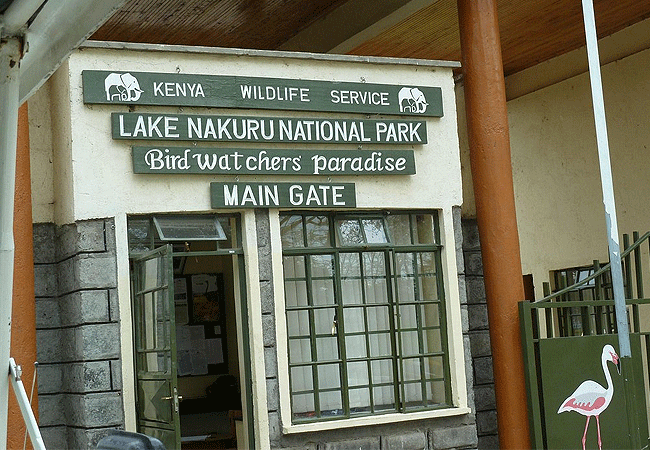 KENYA WILDLIFE SERVICE
LAKE NAKURU NATIONAL PARK
Bird watchers paradise
MAIN GATE